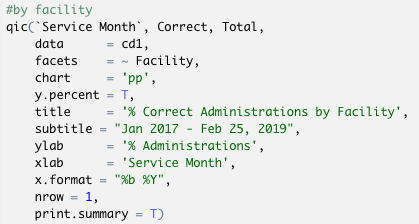 #by facility
qic(`Service Month`, Correct, Total,
    data      = cd1,
    facets    = ~ Facility,
    chart     = 'pp',
    y.percent = T,
    title     = '% Correct Administrations by Facility',
    subtitle = "Jan 2017 - Feb 25, 2019",
    ylab      = '% Administrations',
    xlab      = 'Service Month',
    x.format = "%b %Y",
    nrow = 1,
    print.summary = T)